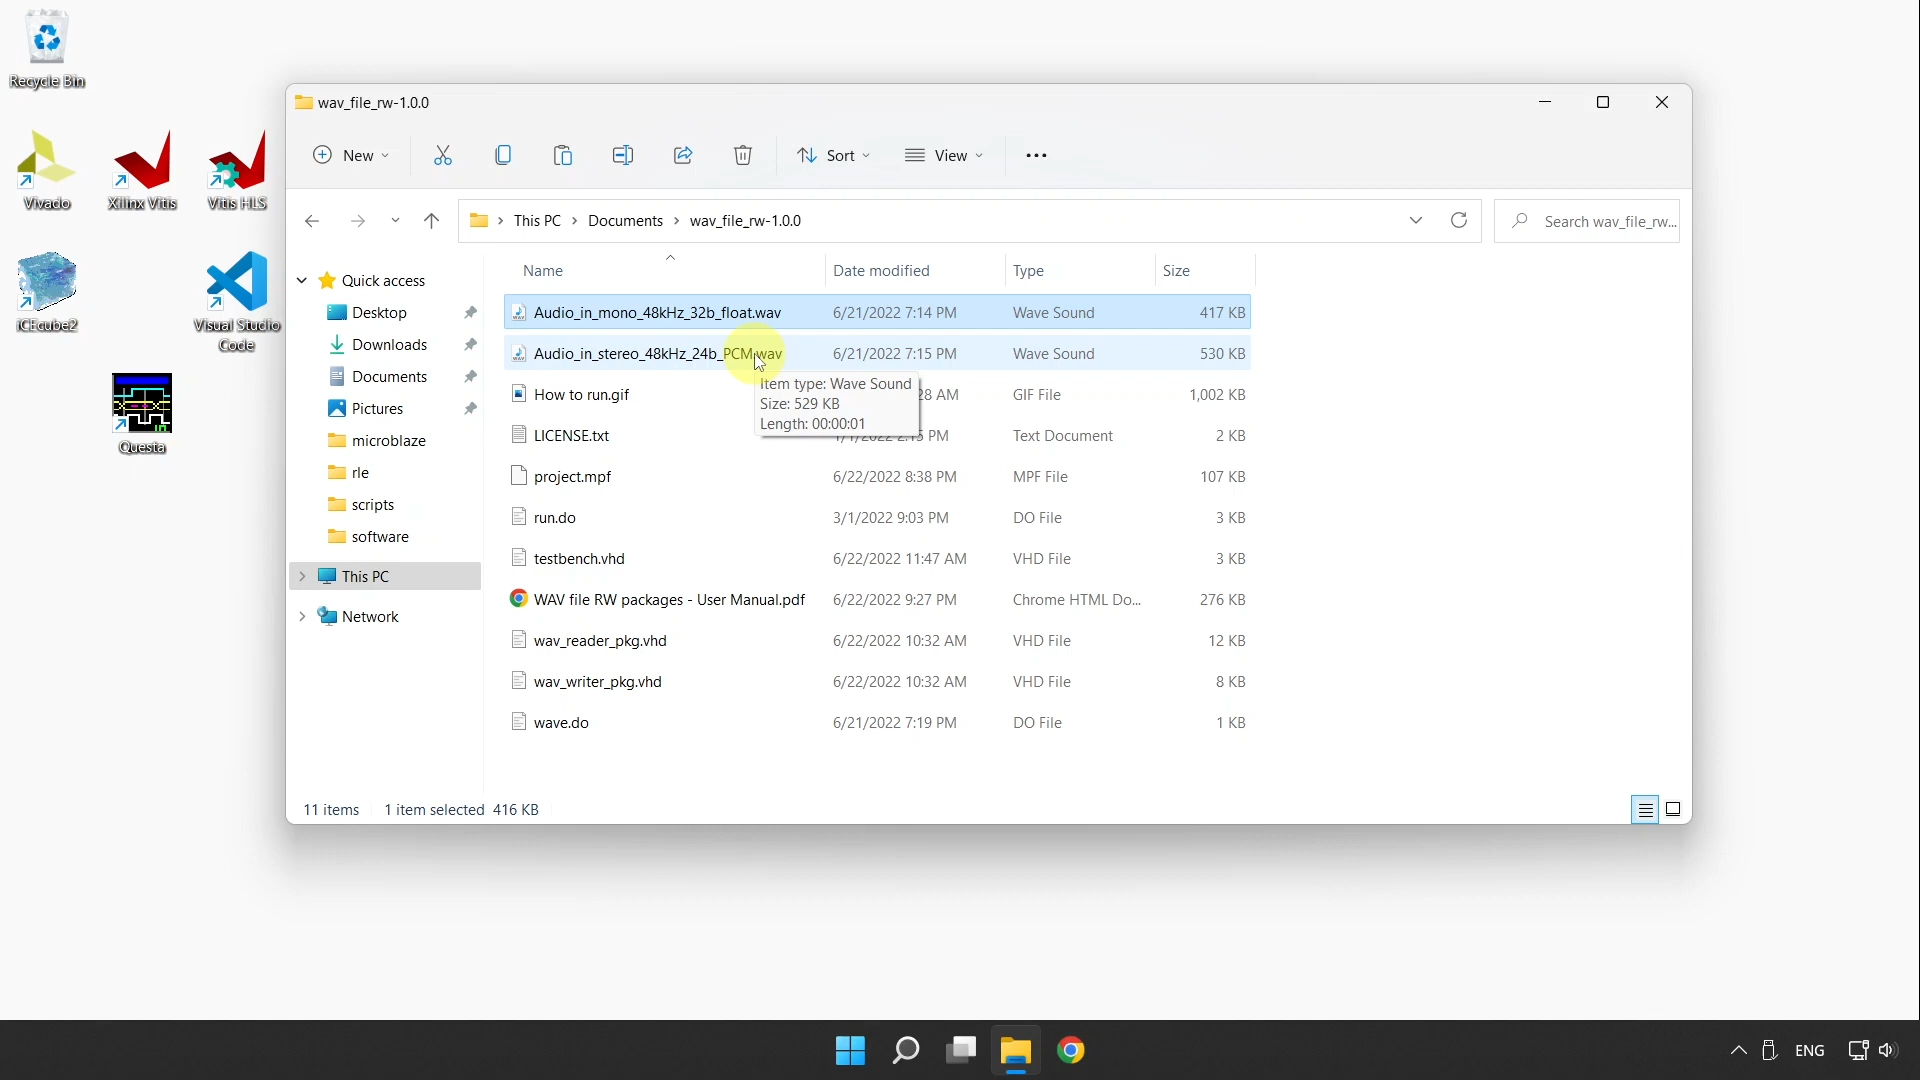 Recycle Bin
Vivado
Xilinx Vitis
Vitis HLS
iCEcube2
Visual Studio
Code
Questa
wav_file_rw-1.0.0
New
Sort
View
This PC
Documents
wav_file_rw-1.0.0
Search wav_file_rw...
Quick access
Desktop
Downloads
Documents
Pictures
microblaze
rle
scripts
software
This PC
Network
Name Date modified Type Size
Audio_in_mono_48kHz_32b_float.wav 6/21/2022 7:14 PM Wave Sound 417 KB
Audio_in_stereo_48kHz_24b_PCM.wav 6/21/2022 7:15 PM Wave Sound 530 KB
How to run.gif 28 AM GIF File 1,002 KB
LICENSE.txt PM Text Document 2 KB
project.mpf 6/22/2022 8:38 PM MPF File 107 KB
run.do 3/1/2022 9:03 PM DO File 3 KB
testbench.vhd 6/22/2022 11:47 AM VHD File 3 KB
WAV file RW packages - User Manual.pdf 6/22/2022 9:27 PM Chrome HTML Do... 276 KB
wav_reader_pkg.vhd 6/22/2022 10:32 AM VHD File 12 KB
wav_writer_pkg.vhd 6/22/2022 10:32 AM VHD File 8 KB
wave.do 6/21/2022 7:19 PM DO File 1 KB
Item type: Wave Sound
Size: 529 KB
Length: 00:00:01
11 items 1 item selected 416 KB
ENG